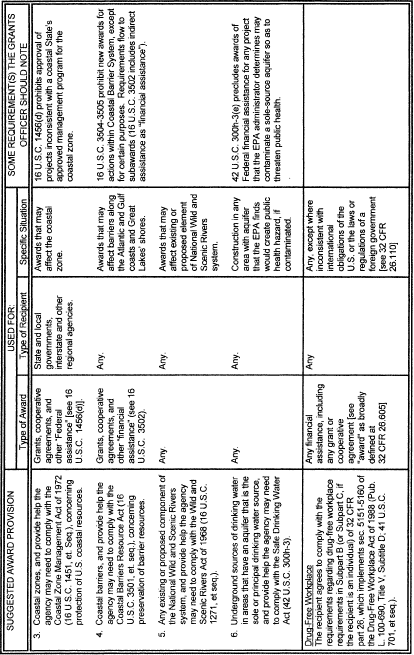 SUGGESTED AWARD PROVISION
USED FOR:
SOME REQUIREMENT(S) THE GRANTS
OFFICER SHOULD NOTE
Type of Award
Type of Recipient
Specific Situation
3. Coastal zones, and provide help the
agency may need to comply with the
Coastal Zone Management Act of 1972
(16 U.S.C. 1451, et. Seq.), concerning
protection of U.S. coastal resources.
Grants, cooperative
agreements, and
other "Federal
assistance" [see 16
U.S.C. 1456(d)].
State and local
governments,
interstate and other
regional agencies.
Awards that may
affect the coastal
zone.
16 U.S.C. 1456(d) prohibits approval of
projects inconsistent with a coastal State's
approved management program for the
coastal zone.
4. Coastal barriers, and provide help the
agency may need to comply with the
Coastal Barriers Resource Act (16
U.S.C. 3501, et. seq.), concerning
preservation of barrier resources.
Grants, cooperative
agreements, and
other "financial
assistance" (see 16
U.S.C. 3502).
Any.
Awards that may
affect barriers along
the Atlantic and Gulf
coasts and Great
Lakes' shores.
16 U.S.C. 3504-3505 prohibit new awards for
actions within Coastal Barrier System, except
for certain purposes. Requirements flow to
subawards (16 U.S.C. 3502 includes indirect
assistance as "financial assistance").
5. Any existing or proposed component of
the National Wild and Scenic Rivers
system, and provide help the agency
may need to comply with the Wild and
Scenic Rivers Act of 1968 (16 U.S.C.
1271, et seq.).
Any.
Any.
Awards that may
affect existing or
proposed element
of National Wild and
Scenic Rivers
system.
6. Underground sources of drinking water
in areas that have an aquifer that is the
sole or principal drinking water source,
and provide help the agency may need
to comply with the Safe Drinking Water
Act (42 U.S.C. 300h-3).
Any.
Any.
Construction in any
area with aquifer
that the EPA finds
would create public
health hazard, if
contaminated.
42 U.S.C. 300h-3(e) precludes awards of
Federal financial assistance for any project
that the EPA administrator determines may
contaminate a sole-source aquifer so as to
threaten public health.
Drug-Free Workplace
The recipient agrees to comply with the
requirements regarding drug-free workplace
requirements in Subpart B (or Subpart C, if
the recipient is an individual) of 32 CFR
part 26, which implements sec. 5151-5160 of
the Drug-Free Workplace Act of 1988 (Pub.
L. 100-690, Title V, Subtitle D; 41 U.S.C.
701, et seq.).
Any financial
assistance, including
any grant or
cooperative
agreement [see
"award" as broadly
defined at
32 CFR 26.605]
Any
Any, except where
inconsistent with
international
obligations of the
U.S. or the laws or
regulations of a
foreign government
[see 32 CFR
26.110]